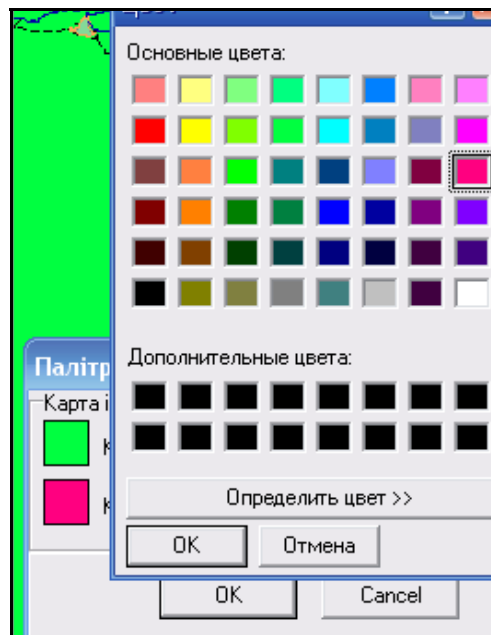 Основные цвета:
Палітр
Дополнительные цвета:
Карта і
К
К
Определить цвет >>
OK
Отмена
OK
Cancel